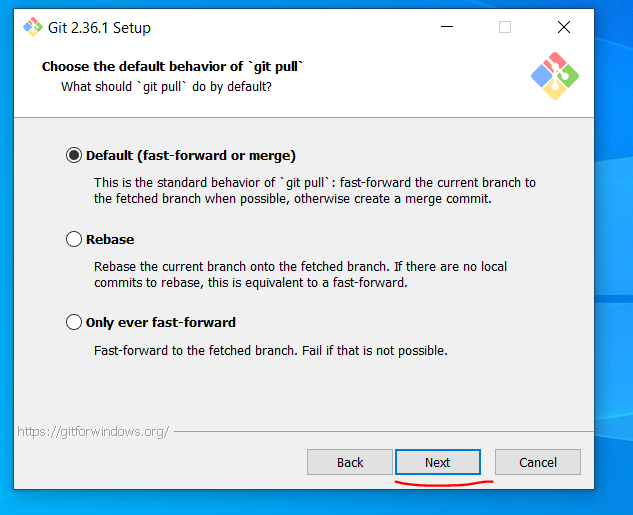 Git 2.36.1 Setup
Choose the default behavior of `git pull`
What should `git pull` do by default?
Default (fast-forward or merge)
This is the standard behavior of `git pull`: fast-forward the current branch to
the fetched branch when possible, otherwise create a merge commit.
Rebase
Rebase the current branch onto the fetched branch. If there are no local
commits to rebase, this is equivalent to a fast-forward.
Only ever fast-forward
Fast-forward to the fetched branch. Fail if that is not possible.
https://gitforwindows.org/
Back
Next
Cancel